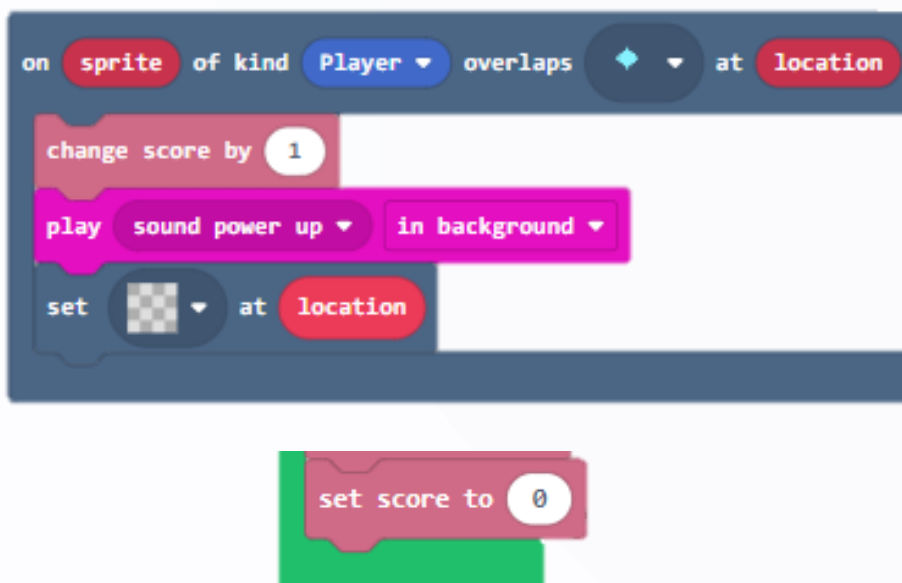 on sprite of kind Player overlaps at location
change score by 1
play sound power up in background
set at location
set score to 0